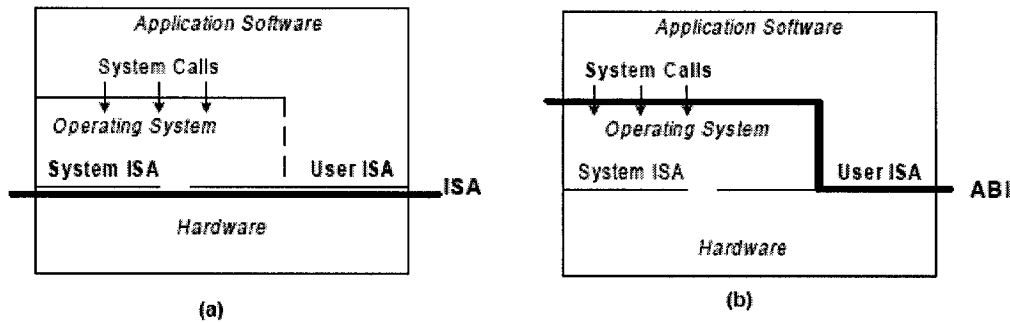 Application Software
System Calls
Operating System
System ISA User ISA
ISA
Hardware
(a)
Application Software
System Calls
Operating System
System ISA User ISA
ABI
Hardware
(b)